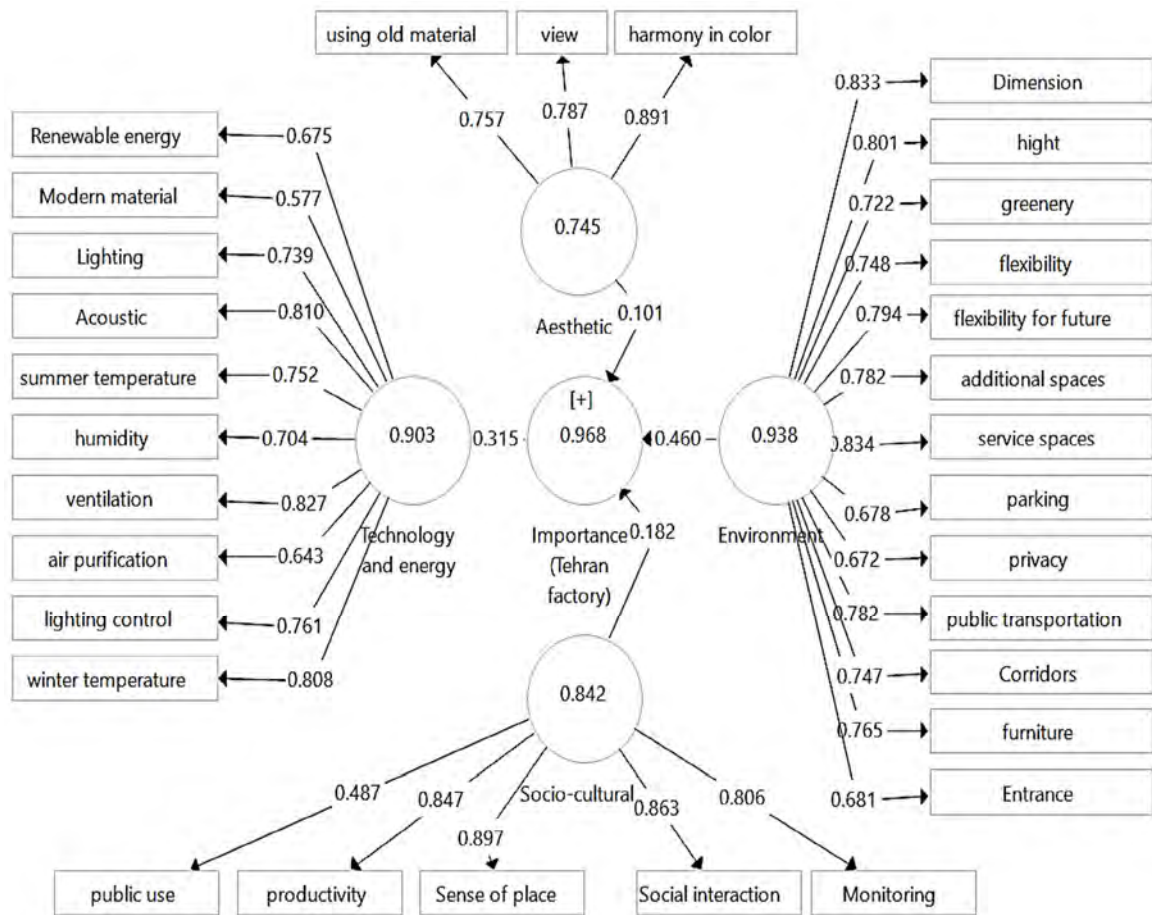 using old material
view
harmony in color
0.757
0.787
0.891
0.745
Aesthetic
0.101
Renewable energy
0.675
Modern material
0.577
Lighting
0.739
Acoustic
0.810
summer temperature
0.752
humidity
0.704
ventilation
0.827
air purification
0.643
lighting control
0.761
winter temperature
0.808
0.903
Technology
and energy
0.315
[+]
0.968
Importance
(Tehran
factory)
0.460
0.938
Environment
0.182
0.833
Dimension
0.801
hight
0.722
greenery
0.748
flexibility
0.794
flexibility for future
0.782
additional spaces
0.834
service spaces
0.678
parking
0.672
privacy
0.782
public transportation
0.747
Corridors
0.765
furniture
0.681
Entrance
0.842
Socio-cultural
0.487
0.847
0.897
0.863
0.806
public use
productivity
Sense of place
Social interaction
Monitoring